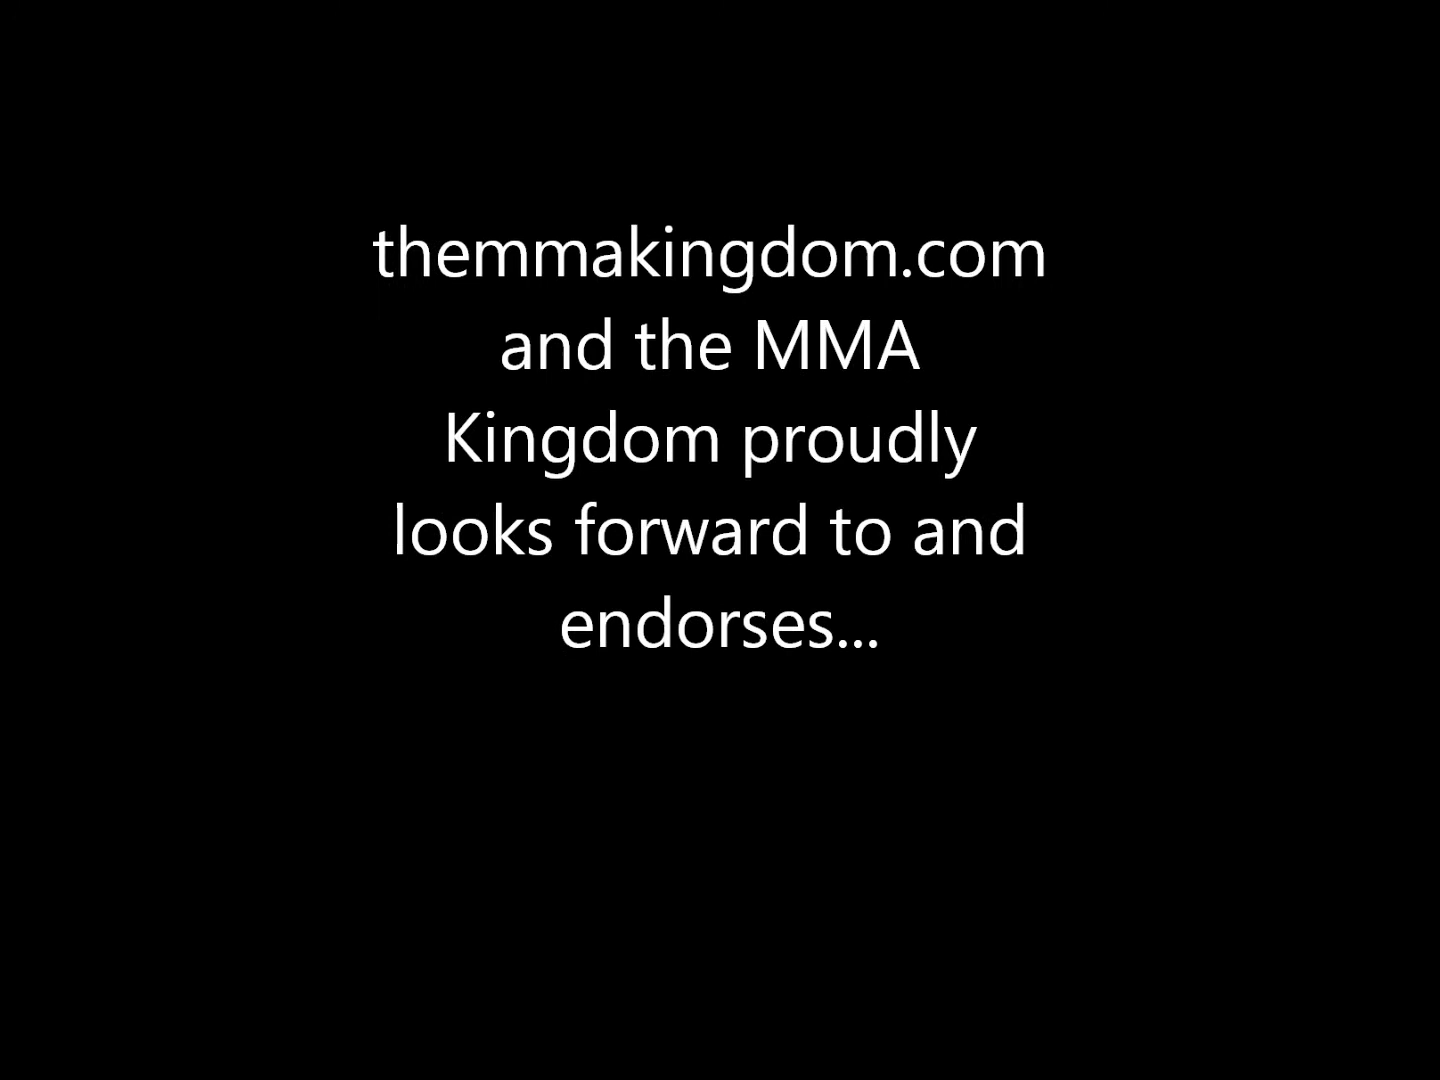 themmakingdom.com
and the MMA
Kingdom proudly
looks forward to and
endorses...